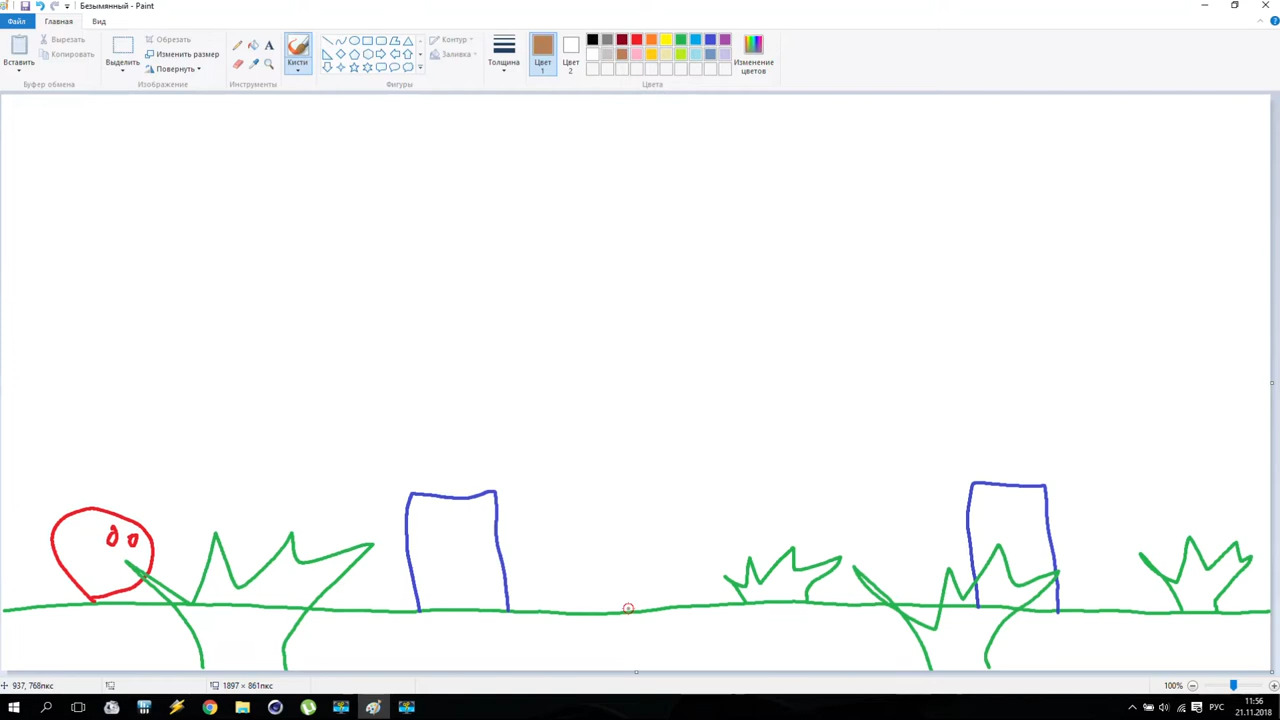 Безымянный - Paint
Файл Главная Вид
Вставить
Вырезать
Копировать
Буфер обмена
Выделить
Обрезать
Изменить размер
Повернуть
Изображение
A
Инструменты
Кисти
Контур
Заливка
Фигуры
Толщина
Цвет 1
Цвет 2
Изменение цветов
Цвета
937, 768пкс 1897 × 861пкс 100%
РУС 11:56
21.11.2018